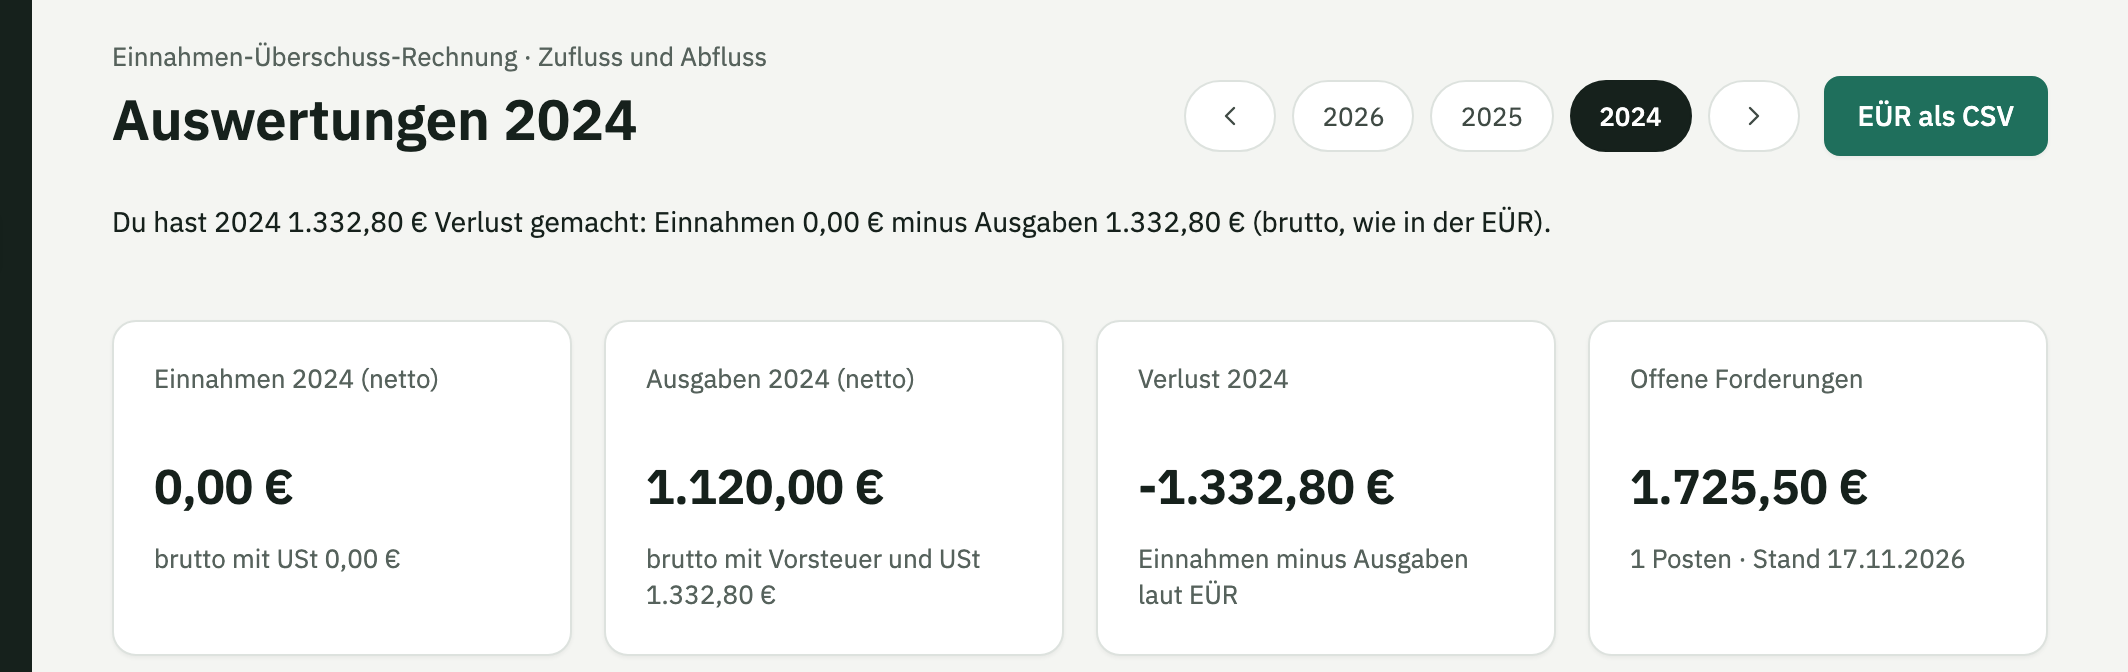 Einnahmen-Überschuss-Rechnung · Zufluss und Abfluss
Auswertungen 2024
2026
2025
2024
EÜR als CSV
Du hast 2024 1.332,80 € Verlust gemacht: Einnahmen 0,00 € minus Ausgaben 1.332,80 € (brutto, wie in der EÜR).
Einnahmen 2024 (netto)
0,00 €
brutto mit USt 0,00 €
Ausgaben 2024 (netto)
1.120,00 €
brutto mit Vorsteuer und USt
1.332,80 €
Verlust 2024
-1.332,80 €
Einnahmen minus Ausgaben
laut EÜR
Offene Forderungen
1.725,50 €
1 Posten · Stand 17.11.2026